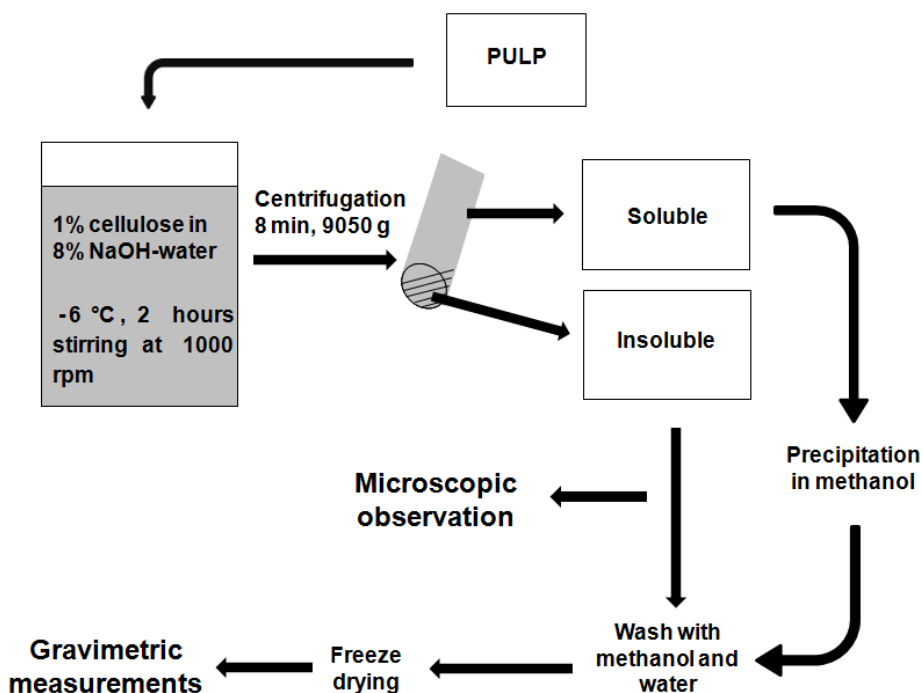 PULP
1% cellulose in
8% NaOH-water
-6 °C, 2 hours
stirring at 1000
rpm
Centrifugation
8 min, 9050 g
Soluble
Insoluble
Precipitation
in methanol
Microscopic
observation
Wash with
methanol and
water
Freeze
drying
Gravimetric
measurements